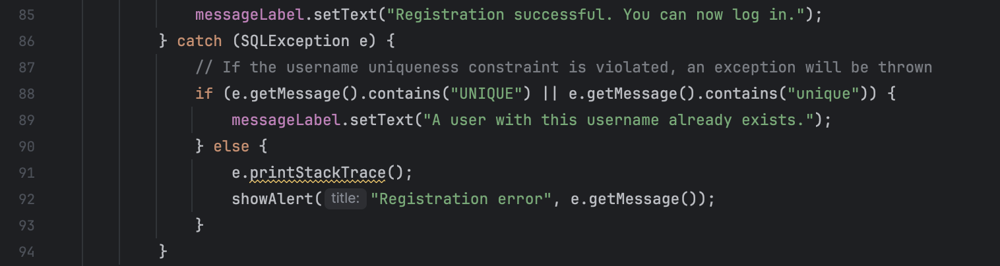 85 messageLabel.setText("Registration successful. You can now log in.");
86 } catch (SQLException e) {
87 // If the username uniqueness constraint is violated, an exception will be thrown
88 if (e.getMessage().contains("UNIQUE") || e.getMessage().contains("unique")) {
89 messageLabel.setText("A user with this username already exists.");
90 } else {
91 e.printStackTrace();
92 showAlert( title: "Registration error", e.getMessage());
93 }
94 }